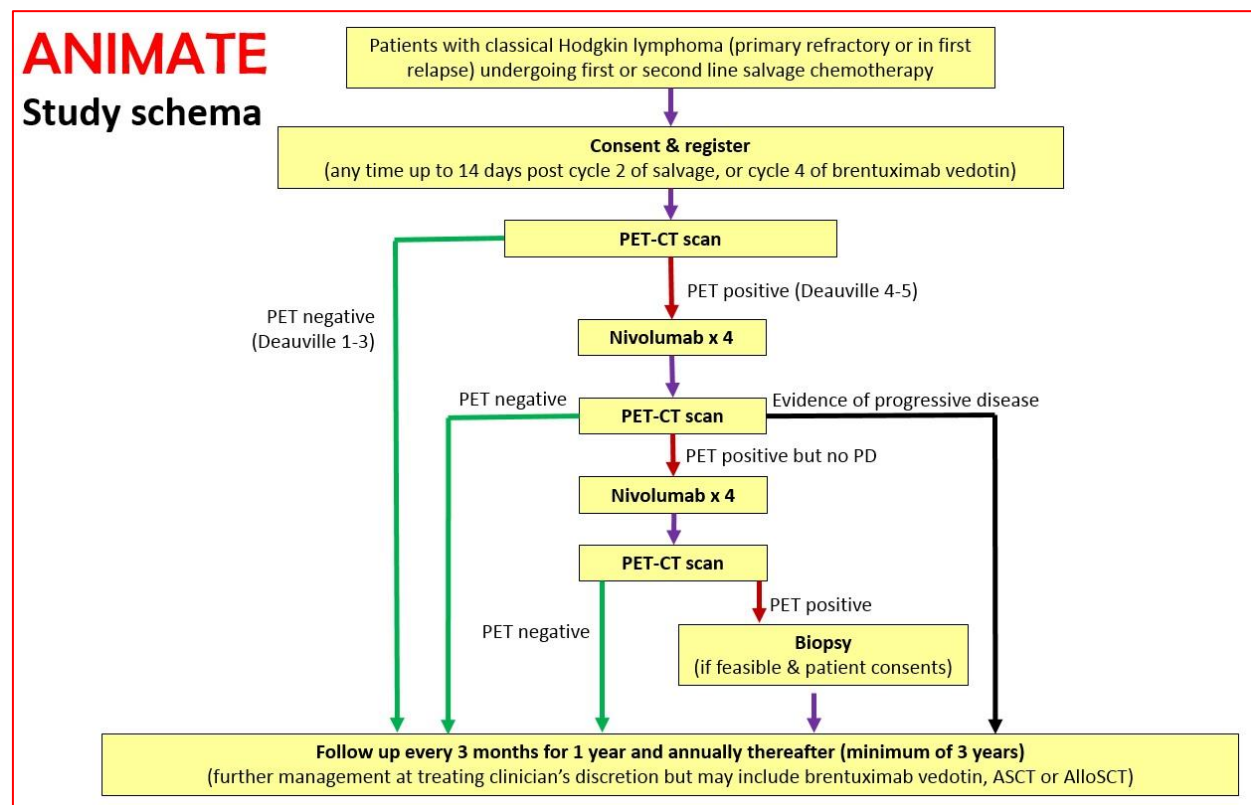 ANIMATE
Study schema
Patients with classical Hodgkin lymphoma (primary refractory or in first
relapse) undergoing first or second line salvage chemotherapy
Consent & register
(any time up to 14 days post cycle 2 of salvage, or cycle 4 of brentuximab vedotin)
PET-CT scan
PET positive (Deauville 4-5)
PET negative
(Deauville 1-3)
Nivolumab x 4
PET negative
Evidence of progressive disease
PET-CT scan
PET positive but no PD
Nivolumab x 4
PET-CT scan
PET positive
PET negative
Biopsy
(if feasible & patient consents)
Follow up every 3 months for 1 year and annually thereafter (minimum of 3 years)
(further management at treating clinician’s discretion but may include brentuximab vedotin, ASCT or AlloSCT)